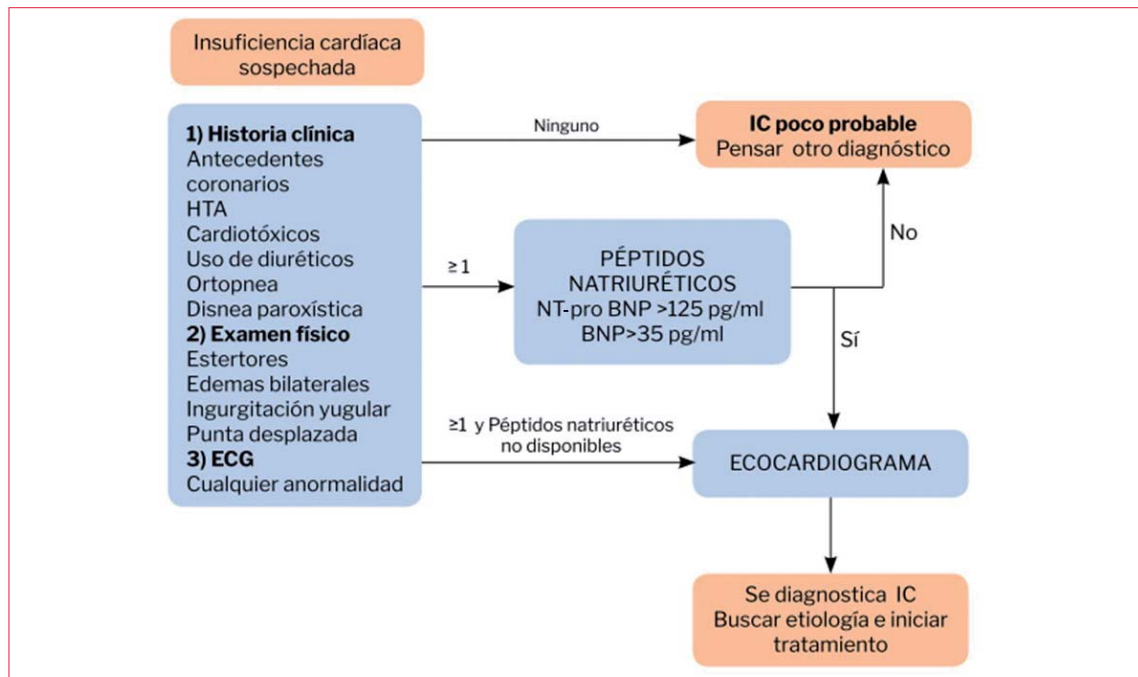 Insuficiencia cardíaca
sospechada
1) Historia clínica
Antecedentes
coronarios
HTA
Cardiotóxicos
Uso de diuréticos
Ortopnea
Disnea paroxística
2) Examen físico
Estertores
Edemas bilaterales
Ingurgitación yugular
Punta desplazada
3) ECG
Cualquier anormalidad
Ninguno
IC poco probable
Pensar otro diagnóstico
≥1
PÉPTIDOS
NATRIURÉTICOS
NT-pro BNP >125 pg/ml
BNP>35 pg/ml
No
Sí
≥1 y Péptidos natriuréticos
no disponibles
ECOCARDIOGRAMA
Se diagnostica IC
Buscar etiología e iniciar
tratamiento